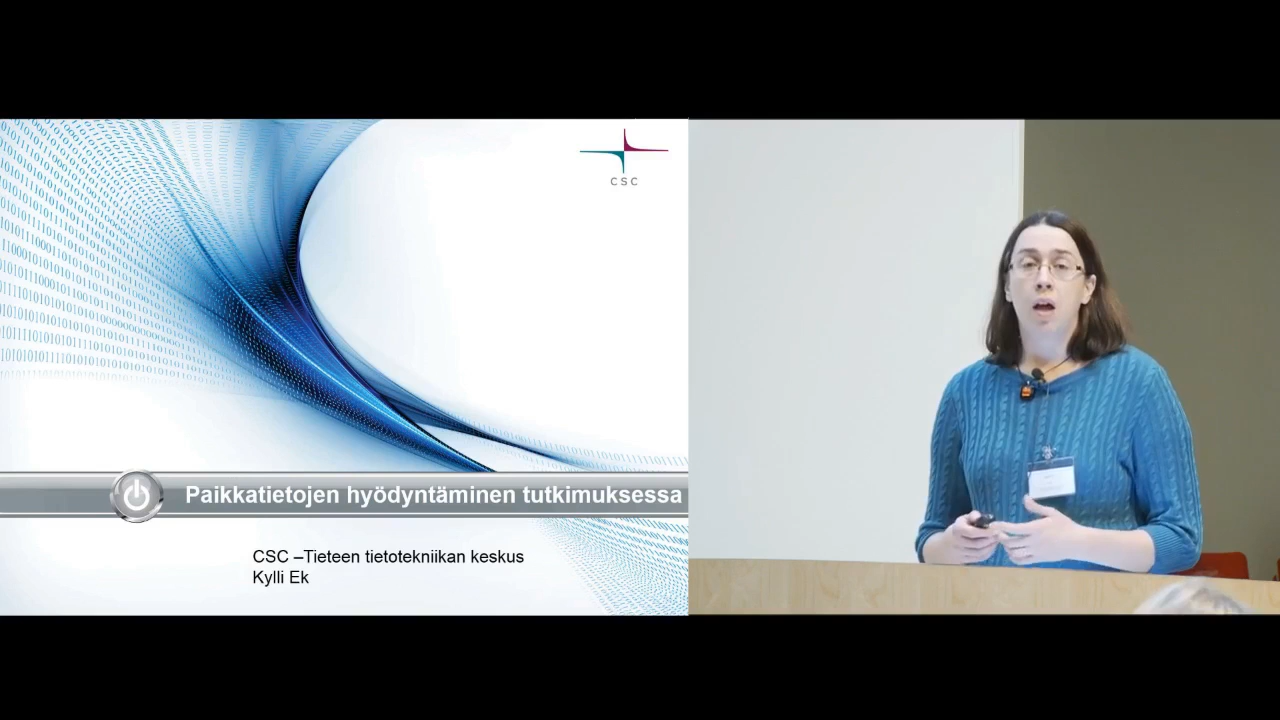 CSC
Paikkatietojen hyödyntäminen tutkimuksessa
CSC –Tieteen tietotekniikan keskus
Kylli Ek